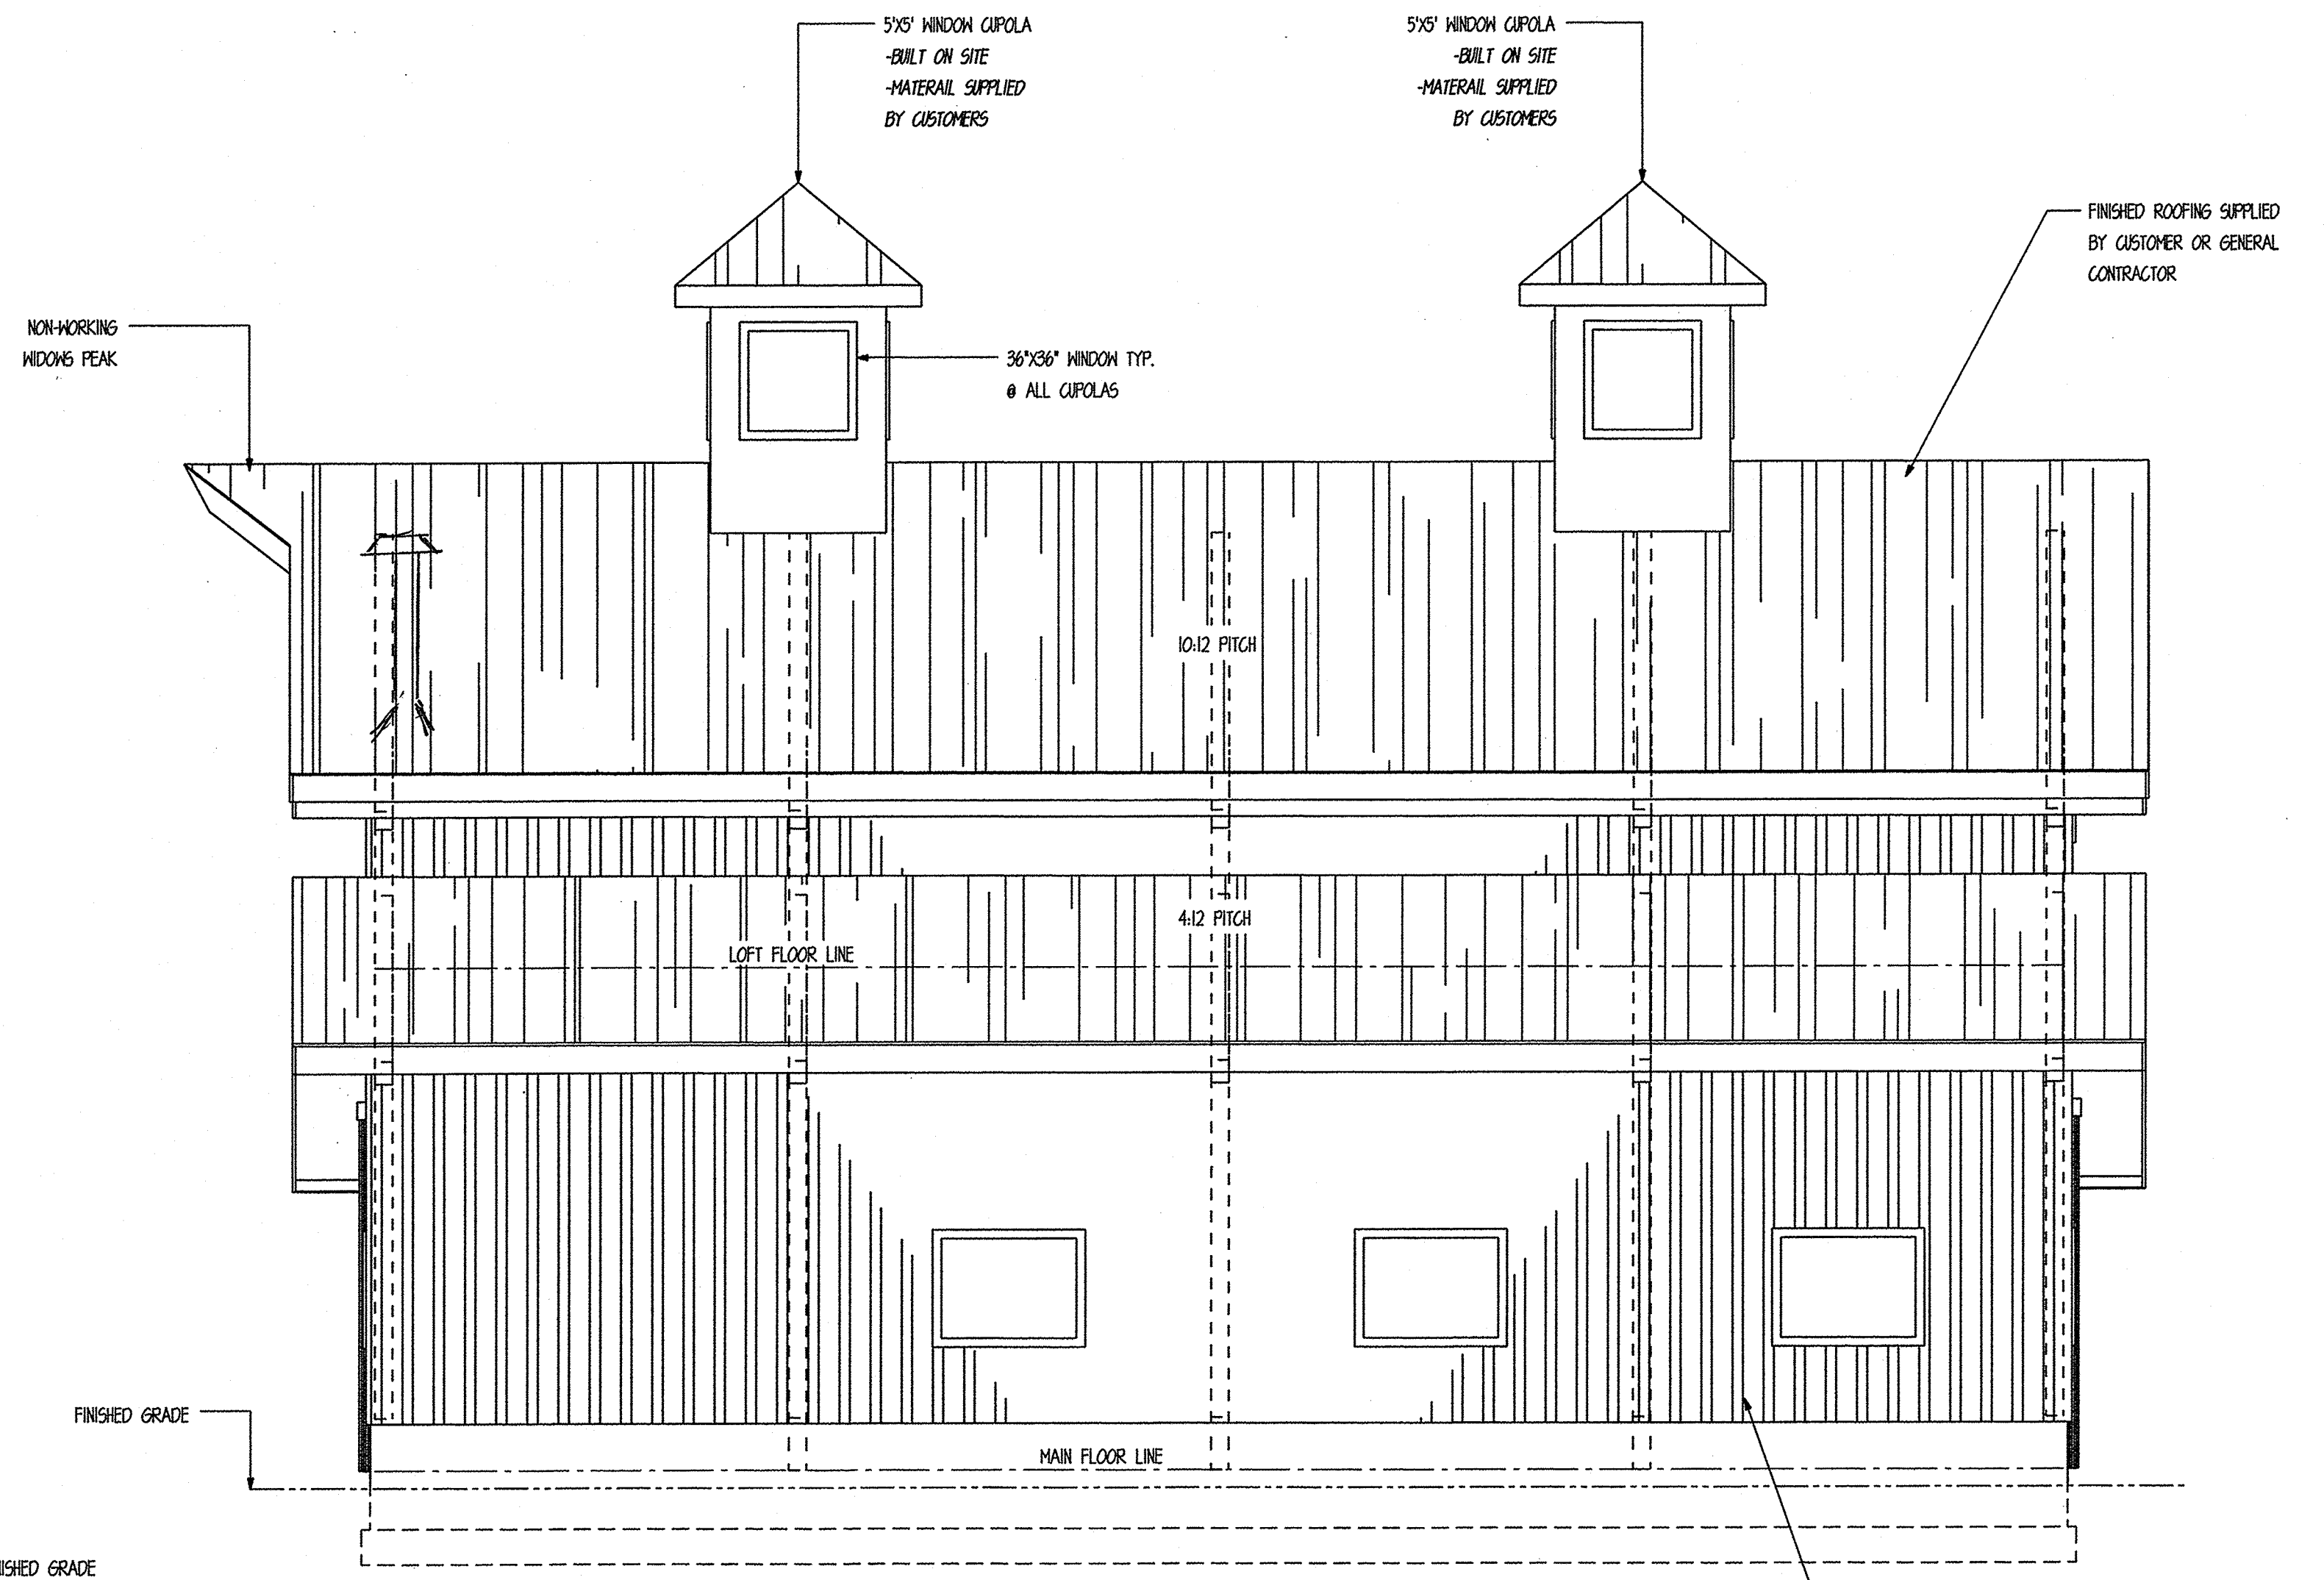 5'X5' WINDOW CUPOLA
-BUILT ON SITE
-MATERAIL SUPPLIED
BY CUSTOMERS
5'X5' WINDOW CUPOLA
-BUILT ON SITE
-MATERAIL SUPPLIED
BY CUSTOMERS
FINISHED ROOFING SUPPLIED
BY CUSTOMER OR GENERAL
CONTRACTOR
NON-WORKING
WIDOWS PEAK
36"X36" WINDOW TYP.
@ ALL CUPOLAS
10:12 PITCH
4:12 PITCH
LOFT FLOOR LINE
FINISHED GRADE
MAIN FLOOR LINE
ISHED GRADE